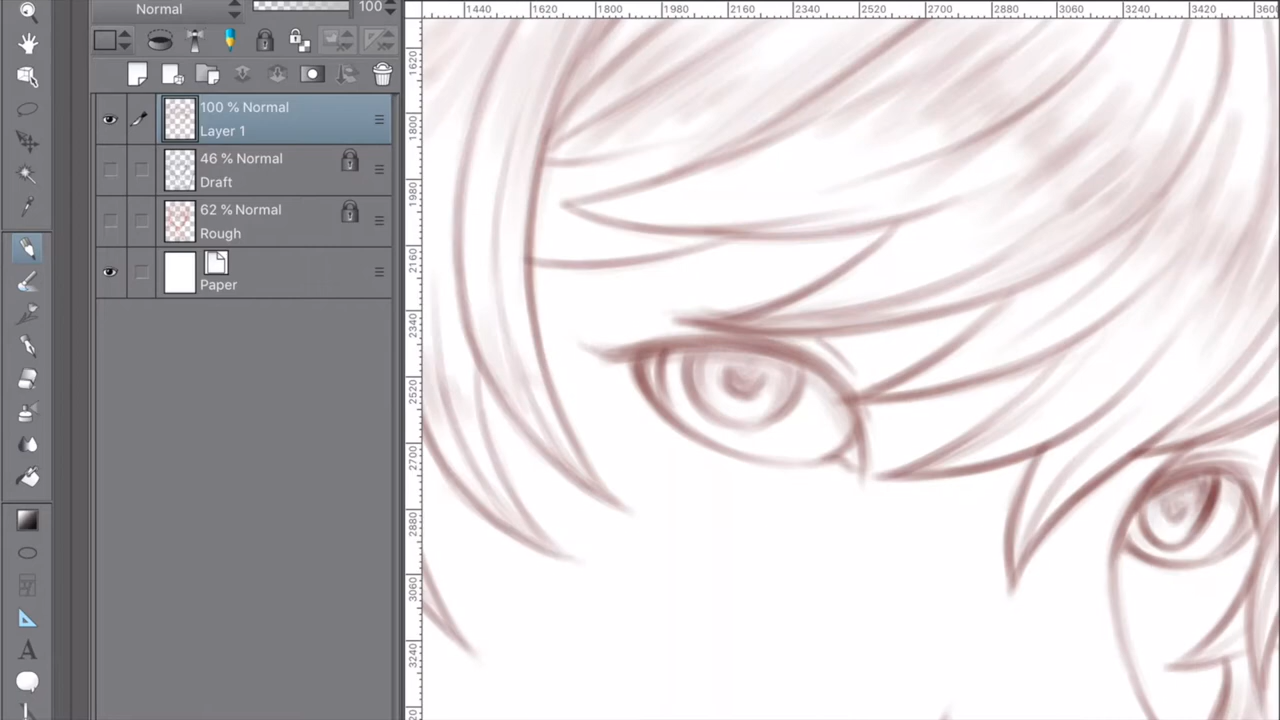 Normal
100
100 % Normal
Layer 1
46 % Normal
Draft
62 % Normal
Rough
Paper
1440 1620 1800 1980 2160 2340 2520 2700 2880 3060 3240 3420 3600
1620
1800
1980
2160
2340
2520
2700
2880
3060
3240
A